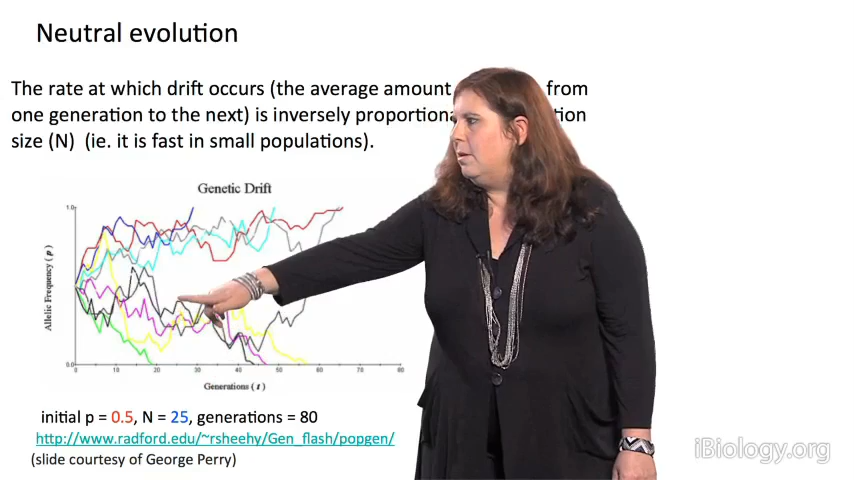 Neutral evolution
The rate at which drift occurs (the average amount from
one generation to the next) is inversely
size (N) (ie. it is fast in small populations).
Genetic Drift
1.0
Allelic Frequency ( p )
0.0
0 10 20 30 40 50 60 70 80
Generations ( t )
initial p = 0.5, N = 25, generations = 80
http://www.radford.edu/~rsheehy/Gen_flash/popgen/
(slide courtesy of George Perry)
iBiology.org